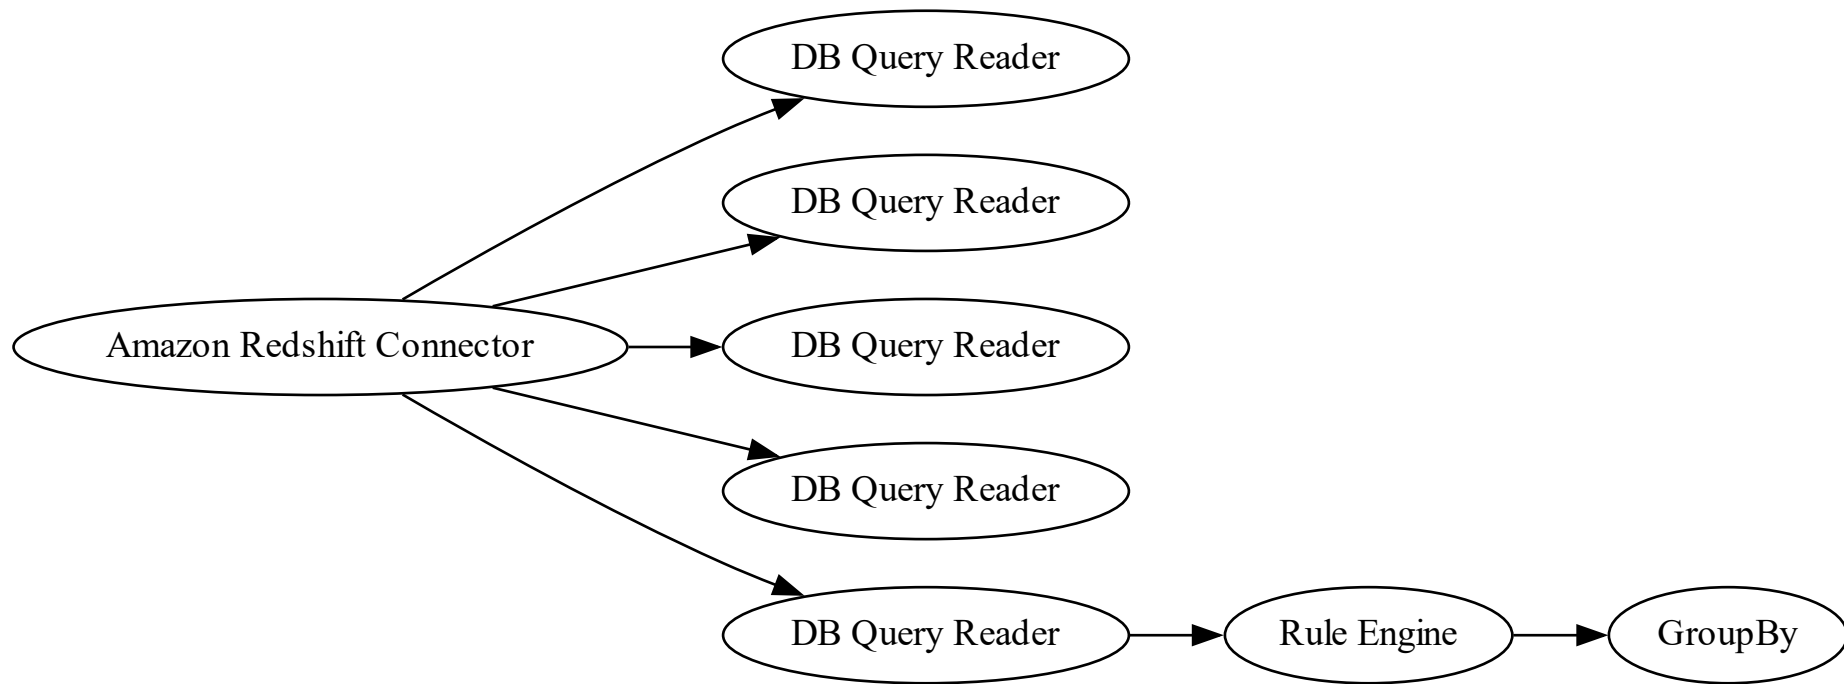 DB Query Reader
DB Query Reader
Amazon Redshift Connector
DB Query Reader
DB Query Reader
DB Query Reader
Rule Engine
GroupBy